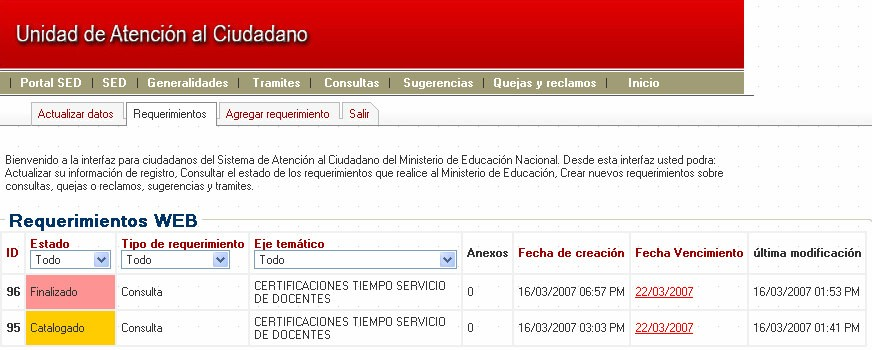 Unidad de Atención al Ciudadano
| Portal SED | SED | Generalidades | Tramites | Consultas | Sugerencias | Quejas y reclamos | Inicio
Actualizar datos Requerimientos Agregar requerimiento Salir
Bienvenido a la interfaz para ciudadanos del Sistema de Atención al Ciudadano del Ministerio de Educación Nacional. Desde esta interfaz usted podra:
Actualizar su información de registro, Consultar el estado de los requerimientos que realice al Ministerio de Educación, Crear nuevos requerimientos sobre
consultas, quejas o reclamos, sugerencias y tramites.
Requerimientos WEB
ID Estado Tipo de requerimiento Eje temático Anexos Fecha de creación Fecha Vencimiento última modificación
Todo Todo Todo
96 Finalizado Consulta CERTIFICACIONES TIEMPO SERVICIO 0 16/03/2007 06:57 PM 22/03/2007 16/03/2007 01:53 PM
DE DOCENTES
95 Catalogado Consulta CERTIFICACIONES TIEMPO SERVICIO 0 16/03/2007 03:03 PM 22/03/2007 16/03/2007 01:41 PM
DE DOCENTES